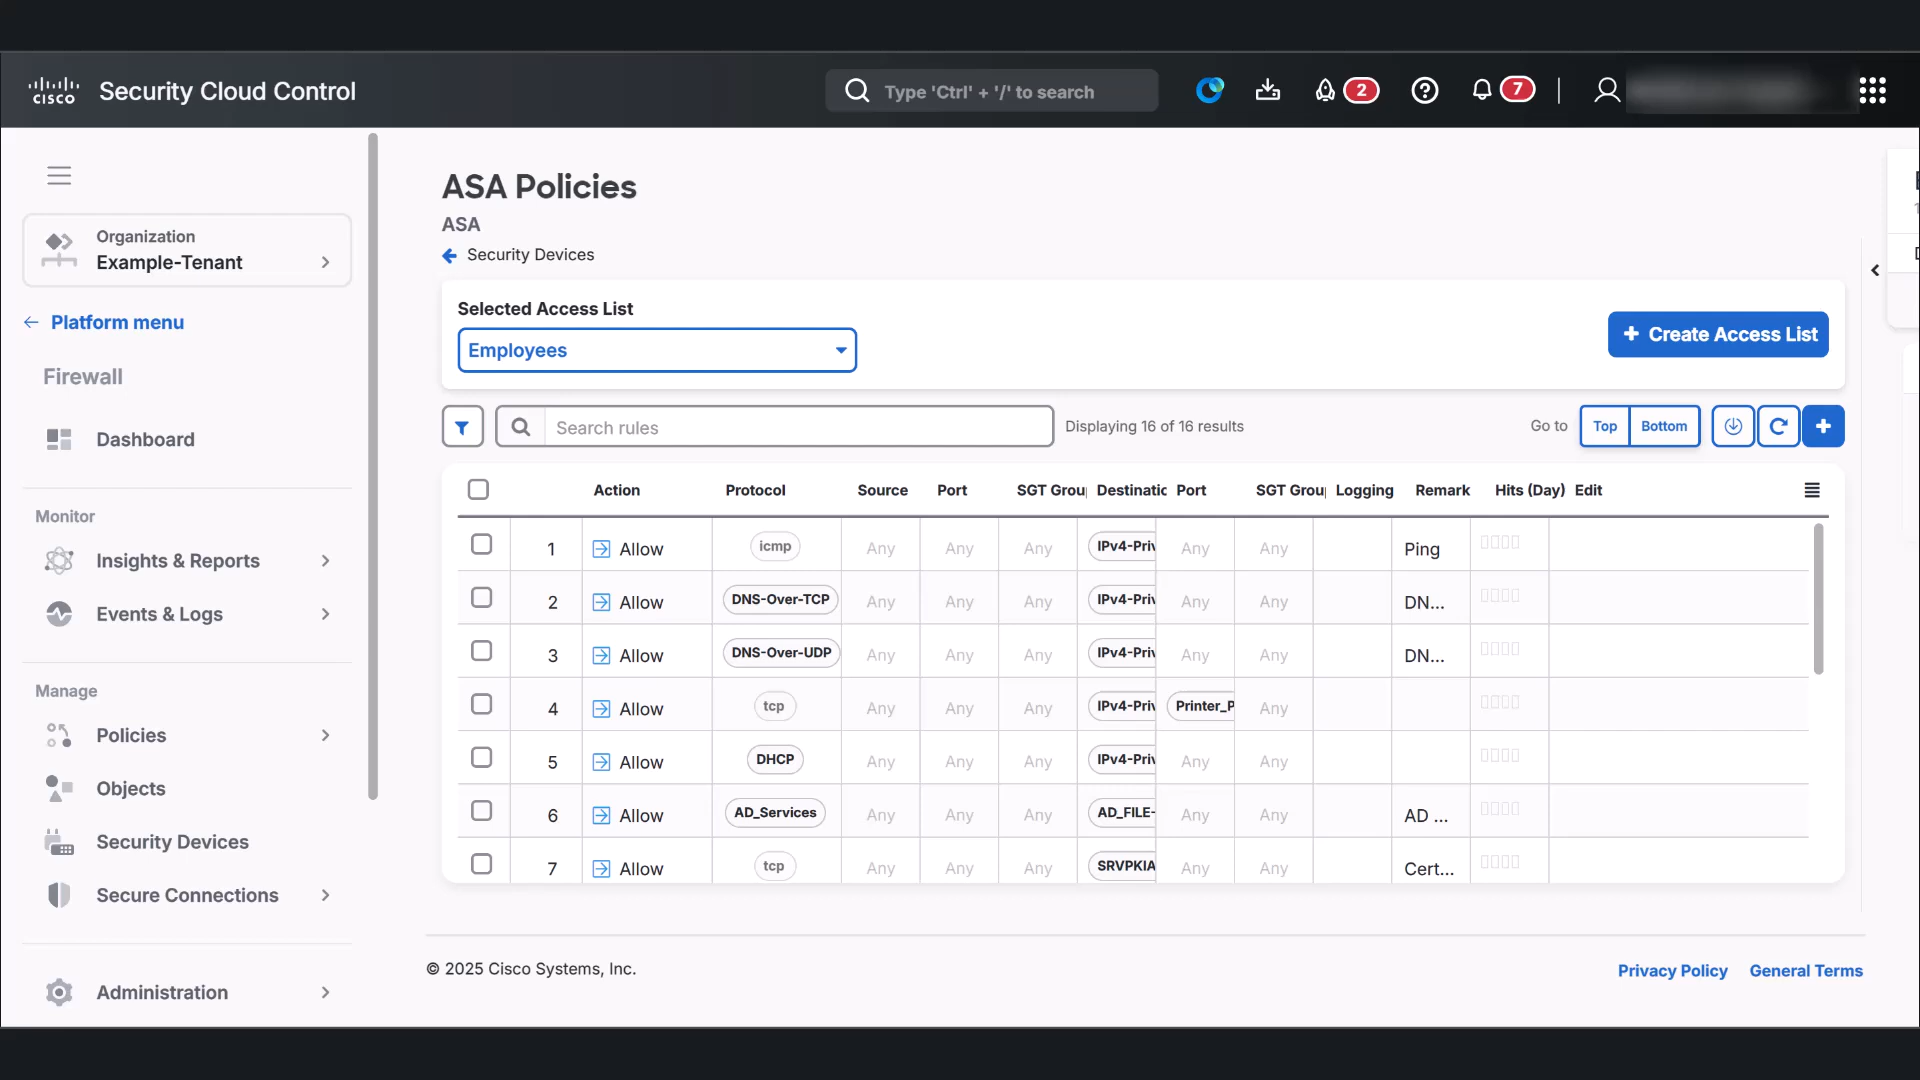 CISCO
Security Cloud Control
Type 'Ctrl' + '/' to search
2
7
Organization
Example-Tenant
Platform menu
Firewall
Dashboard
Monitor
Insights & Reports
Events & Logs
Manage
Policies
Objects
Security Devices
Secure Connections
Administration
ASA Policies
ASA
Security Devices
Selected Access List
Employees
+ Create Access List
Search rules
Displaying 16 of 16 results
Go to
Top
Bottom
Action Protocol Source Port SGT Grou Destinatio Port SGT Grou Logging Remark Hits (Day) Edit
1 Allow icmp Any Any Any IPv4-Priv Any Any Ping
2 Allow DNS-Over-TCP Any Any Any IPv4-Priv Any Any DN...
3 Allow DNS-Over-UDP Any Any Any IPv4-Priv Any Any DN...
4 Allow tcp Any Any Any IPv4-Priv Printer_P Any
5 Allow DHCP Any Any Any IPv4-Priv Any Any
6 Allow AD_Services Any Any Any AD_FILE- Any Any AD ...
7 Allow tcp Any Any Any SRVPKIA Any Any Cert...
© 2025 Cisco Systems, Inc.
Privacy Policy
General Terms